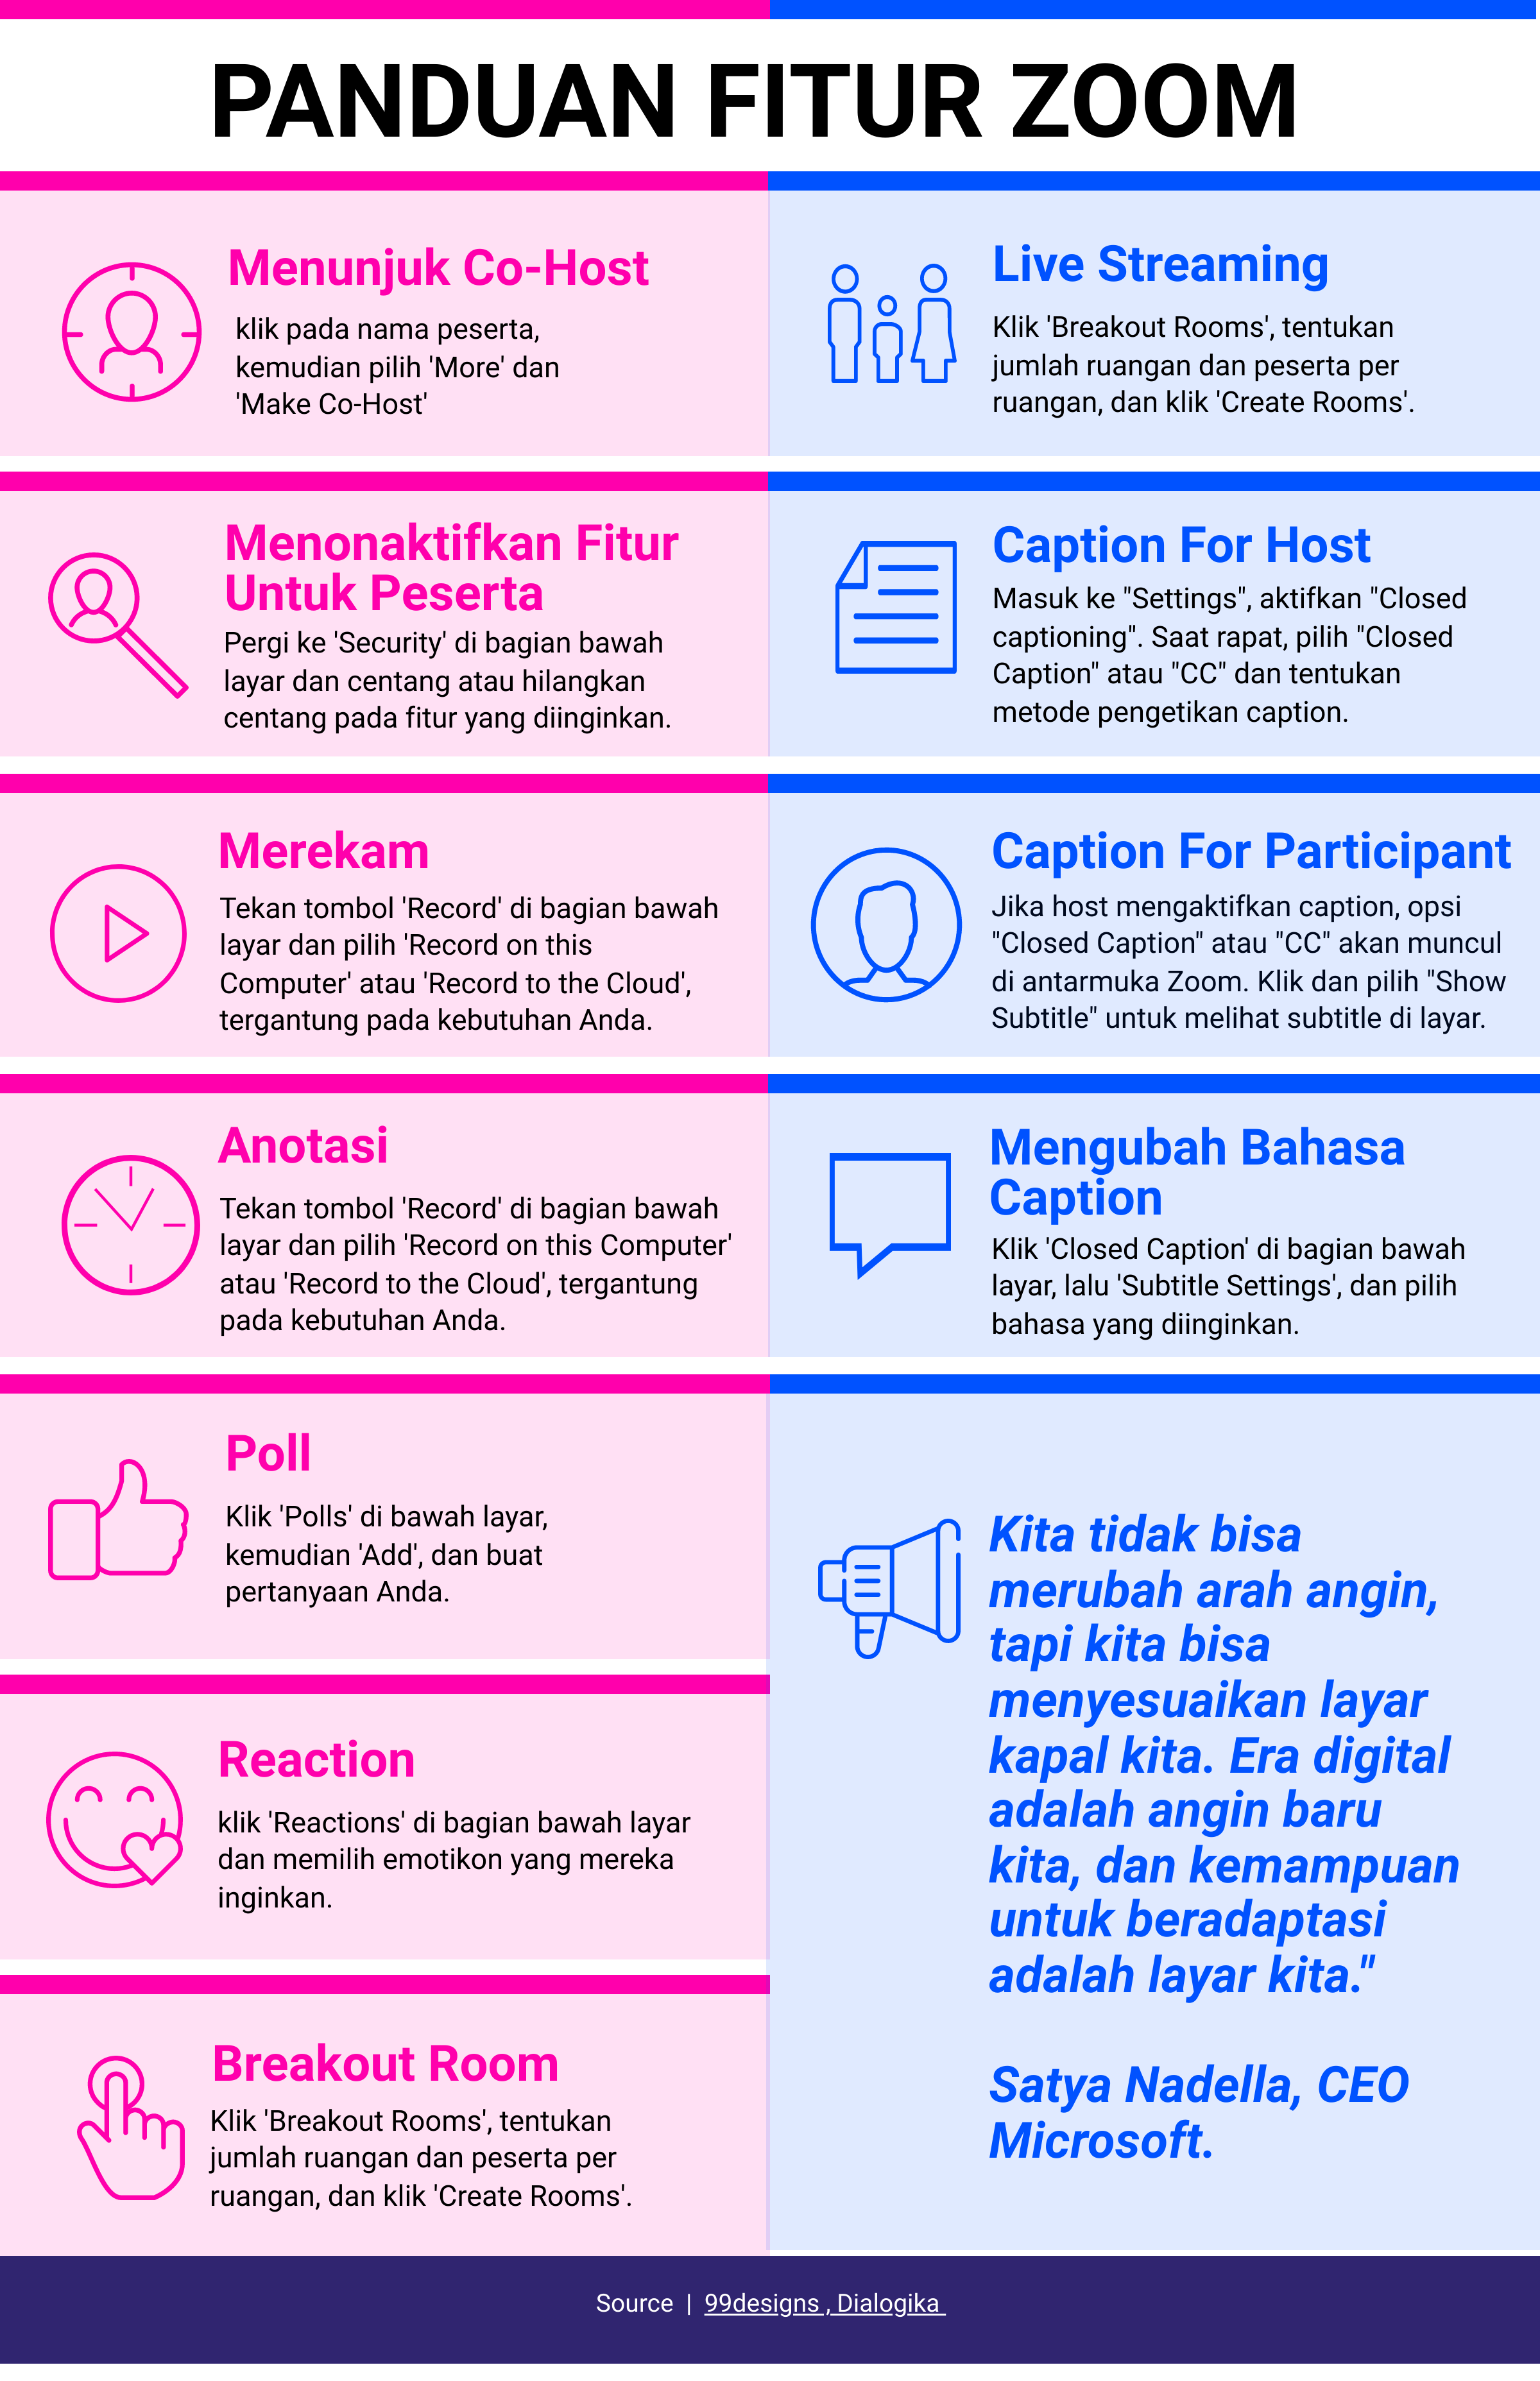 PANDUAN FITUR ZOOM
Menunjuk Co-Host
klik pada nama peserta,
kemudian pilih 'More' dan
'Make Co-Host'
Live Streaming
Klik 'Breakout Rooms', tentukan
jumlah ruangan dan peserta per
ruangan, dan klik 'Create Rooms'.
Menonaktifkan Fitur
Untuk Peserta
Pergi ke 'Security' di bagian bawah
layar dan centang atau hilangkan
centang pada fitur yang diinginkan.
Caption For Host
Masuk ke "Settings", aktifkan "Closed
captioning". Saat rapat, pilih "Closed
Caption" atau "CC" dan tentukan
metode pengetikan caption.
Merekam
Tekan tombol 'Record' di bagian bawah
layar dan pilih 'Record on this
Computer' atau 'Record to the Cloud',
tergantung pada kebutuhan Anda.
Caption For Participant
Jika host mengaktifkan caption, opsi
"Closed Caption" atau "CC" akan muncul
di antarmuka Zoom. Klik dan pilih "Show
Subtitle" untuk melihat subtitle di layar.
Anotasi
Tekan tombol 'Record' di bagian bawah
layar dan pilih 'Record on this Computer'
atau 'Record to the Cloud', tergantung
pada kebutuhan Anda.
Mengubah Bahasa
Caption
Klik 'Closed Caption' di bagian bawah
layar, lalu 'Subtitle Settings', dan pilih
bahasa yang diinginkan.
Poll
Klik 'Polls' di bawah layar,
kemudian 'Add', dan buat
pertanyaan Anda.
Reaction
klik 'Reactions' di bagian bawah layar
dan memilih emotikon yang mereka
inginkan.
Breakout Room
Klik 'Breakout Rooms', tentukan
jumlah ruangan dan peserta per
ruangan, dan klik 'Create Rooms'.
Kita tidak bisa
merubah arah angin,
tapi kita bisa
menyesuaikan layar
kapal kita. Era digital
adalah angin baru
kita, dan kemampuan
untuk beradaptasi
adalah layar kita."
Satya Nadella, CEO
Microsoft.
Source | 99designs , Dialogika